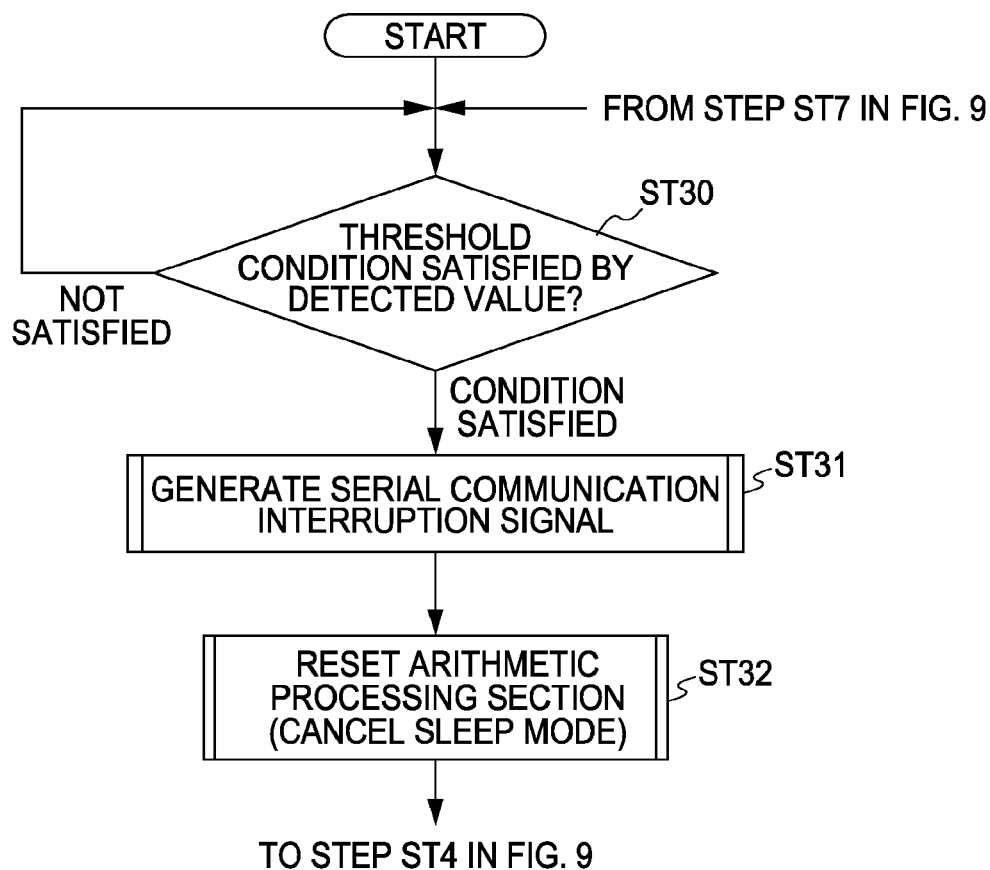 START
FROM STEP ST7 IN FIG. 9
ST30
THRESHOLD
CONDITION SATISFIED BY
DETECTED VALUE?
NOT
SATISFIED
CONDITION
SATISFIED
ST31
GENERATE SERIAL COMMUNICATION
INTERRUPTION SIGNAL
ST32
RESET ARITHMETIC
PROCESSING SECTION
(CANCEL SLEEP MODE)
TO STEP ST4 IN FIG. 9